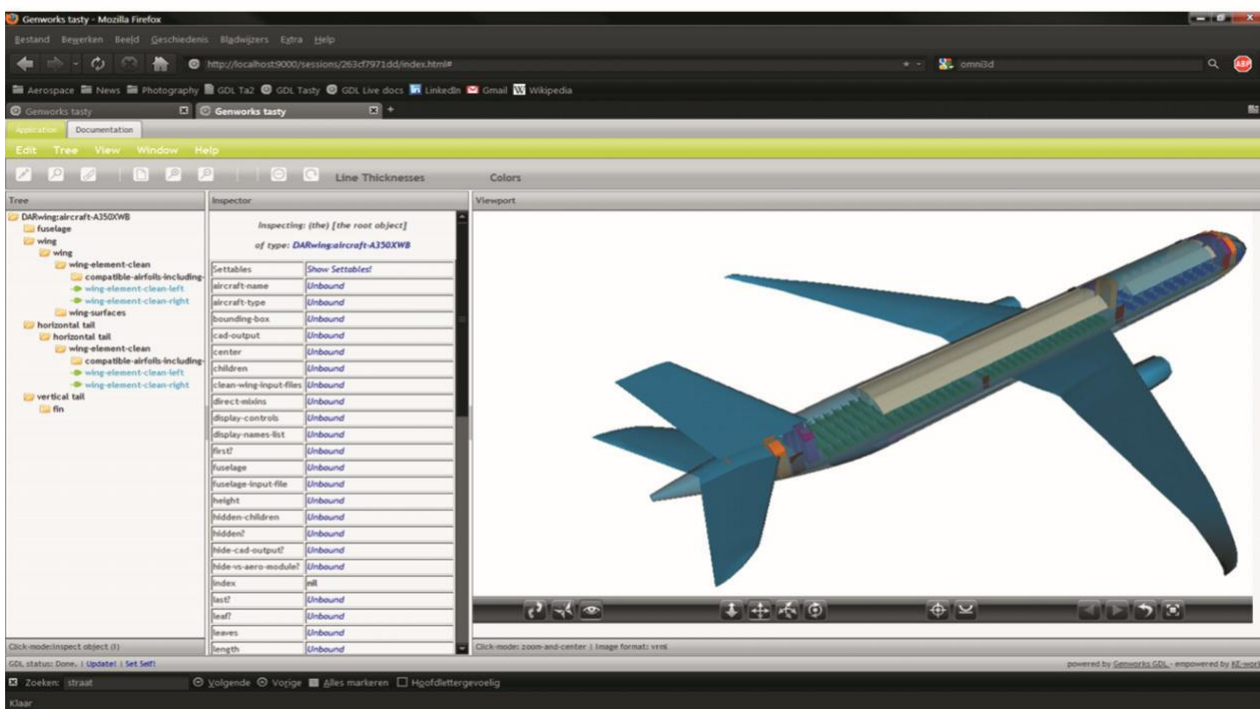 Genworks tasty - Mozilla Firefox
Bestand Bewerken Beeld Geschiedenis Bladwijzers Extra Help
http://localhost:9000/sessions/263cf7971dd/index.html#
omni3d
ABP
Aerospace News Photography GDL Ta2 GDL Tasty GDL Live docs LinkedIn Gmail Wikipedia
Genworks tasty Genworks tasty
Application Documentation
Edit Tree View Window Help
Line Thicknesses Colors
Tree Inspector Viewport
DARwing:aircraft-A350XWB
fuselage
wing
wing
wing-element-clean
compatible-airfoils-including-
wing-element-clean-left
wing-element-clean-right
wing-surfaces
horizontal tail
horizontal tail
wing-element-clean
compatible-airfoils-including-
wing-element-clean-left
wing-element-clean-right
vertical tail
fin
Inspecting: (the) [the root object]
of type: DARwing:aircraft-A350XWB
Settables Show Settables!
aircraft-name Unbound
aircraft-type Unbound
bounding-box Unbound
cad-output Unbound
center Unbound
children Unbound
clean-wing-input-files Unbound
direct-mixins Unbound
display-controls Unbound
display-names-list Unbound
first? Unbound
fuselage Unbound
fuselage-input-file Unbound
height Unbound
hidden-children Unbound
hidden? Unbound
hide-cad-output? Unbound
hide-vs-aero-module? Unbound
index nil
last? Unbound
leaf? Unbound
leaves Unbound
length Unbound
Click-mode:Inspect object (I)
Click-mode: zoom-and-center | Image format: vrml
GDL status: Done. | Update! | Set Self!
powered by Genworks GDL - empowered by KE-work
Zoeken: straat Volgende Vorige Alles markeren Hoofdlettergevoelig
Klaar